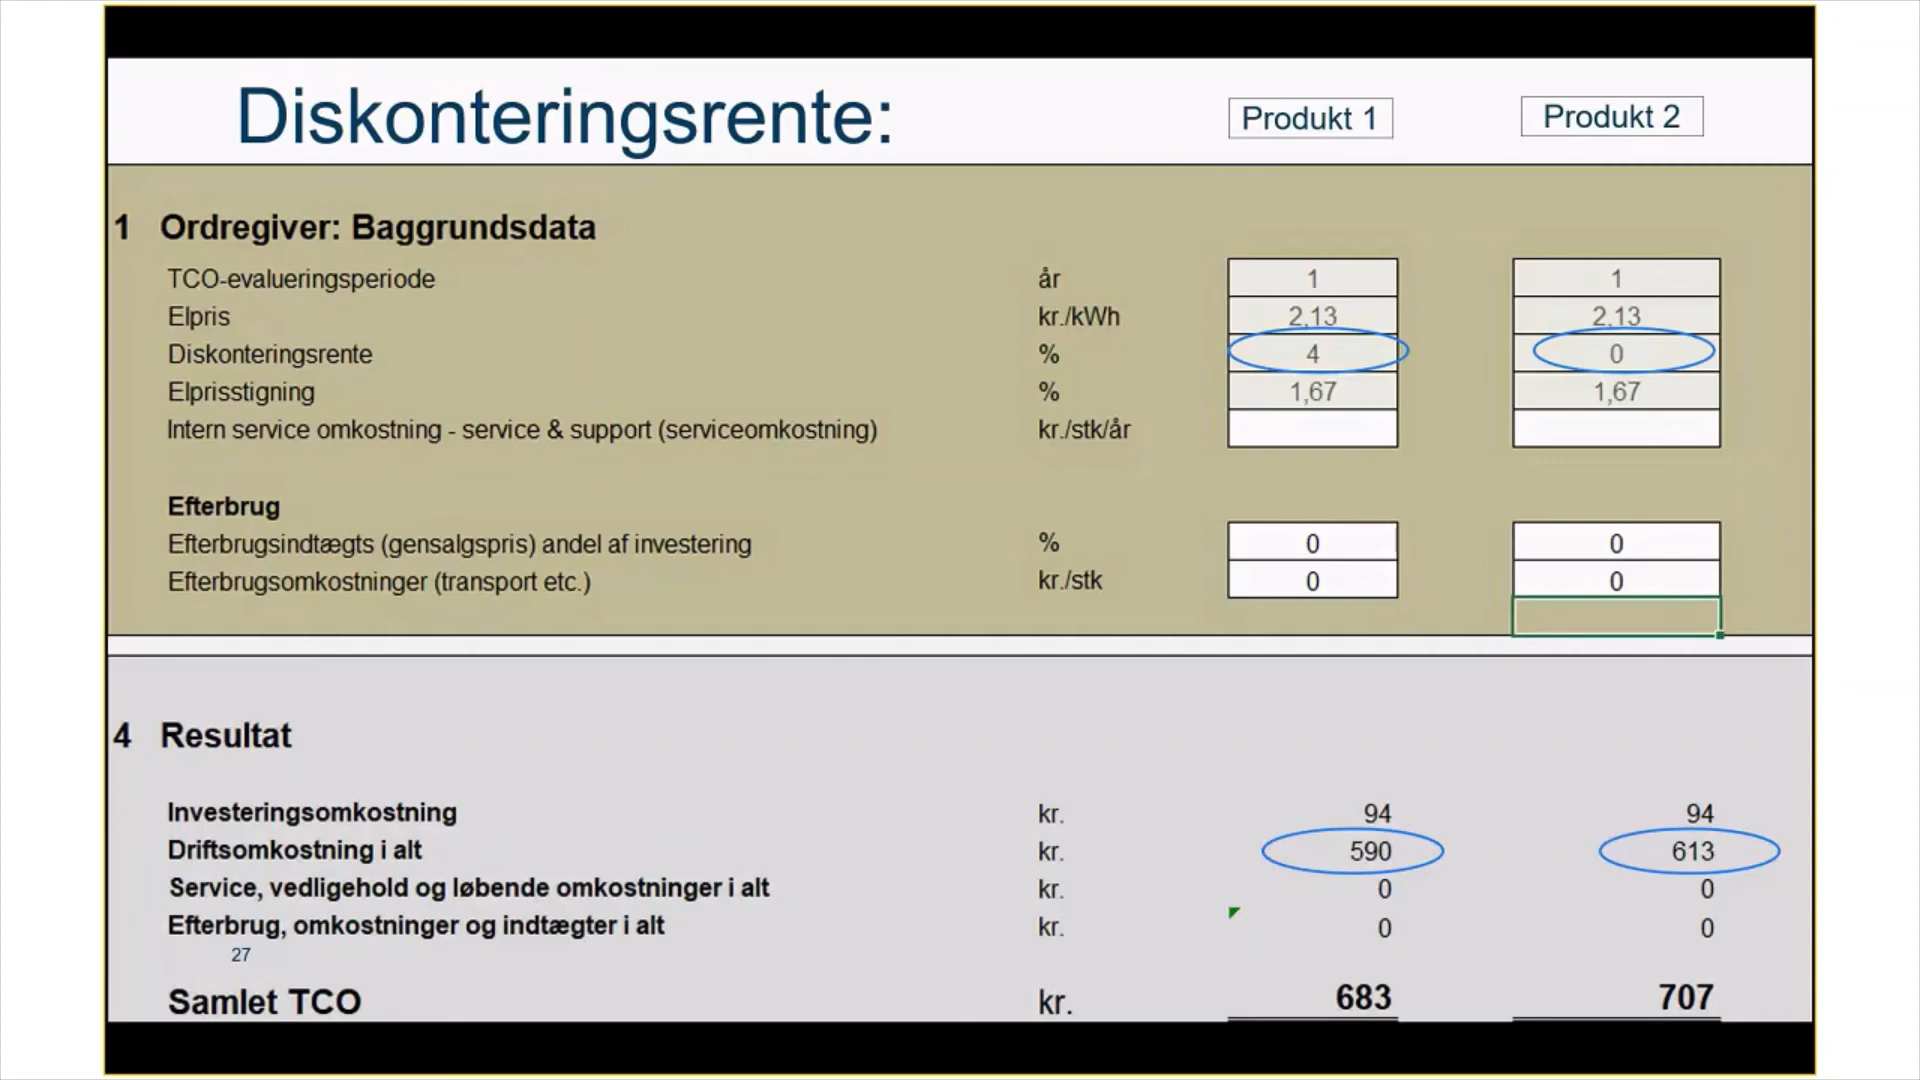 Diskonteringsrente: Produkt 1 Produkt 2
1 Ordregiver: Baggrundsdata
TCO-evalueringsperiode år 1 1
Elpris kr./kWh 2,13 2,13
Diskonteringsrente % 4 0
Elprisstigning % 1,67 1,67
Intern service omkostning - service & support (serviceomkostning) kr./stk/år
Efterbrug
Efterbrugsindtægts (gensalgspris) andel af investering % 0 0
Efterbrugsomkostninger (transport etc.) kr./stk 0 0
4 Resultat
Investeringsomkostning kr. 94 94
Driftsomkostning i alt kr. 590 613
Service, vedligehold og løbende omkostninger i alt kr. 0 0
Efterbrug, omkostninger og indtægter i alt kr. 0 0
27
Samlet TCO kr. 683 707